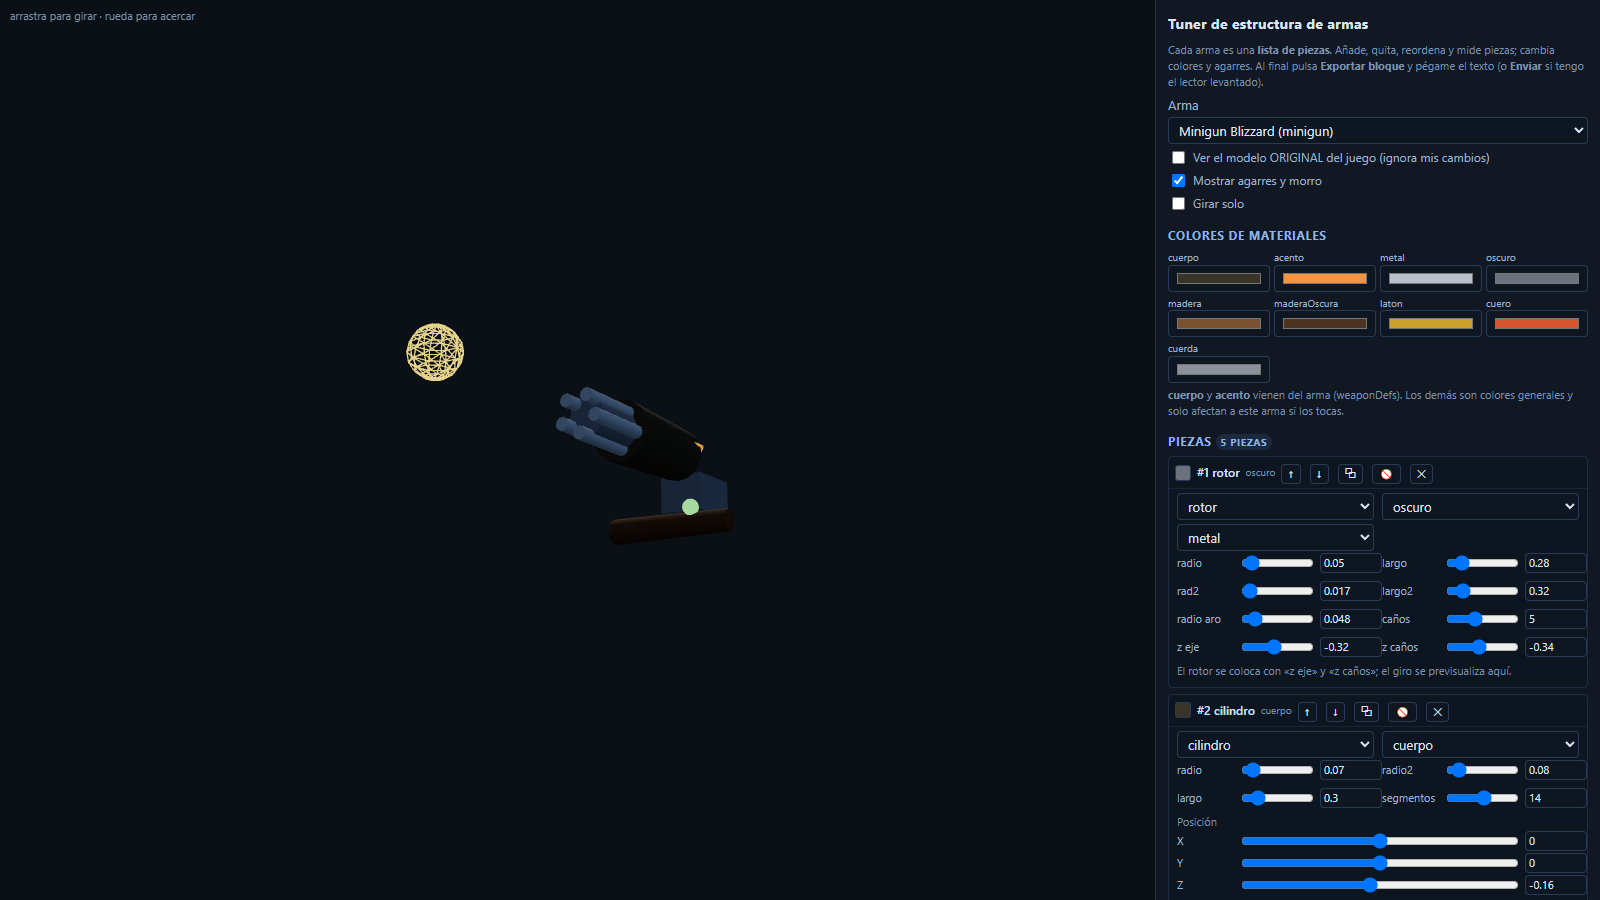 arrastra para girar · rueda para acercar
Tuner de estructura de armas
Cada arma es una lista de piezas. Añade, quita, reordena y mide piezas; cambia
colores y agarres. Al final pulsa Exportar bloque y pégame el texto (o Enviar si tengo
el lector levantado).
Arma
Minigun Blizzard (minigun)
Ver el modelo ORIGINAL del juego (ignora mis cambios)
Mostrar agarres y morro
Girar solo
COLORES DE MATERIALES
cuerpo acento metal oscuro
madera maderaOscura laton cuero
cuerda
cuerpo y acento vienen del arma (weaponDefs). Los demás son colores generales y
solo afectan a este arma si los tocas.
PIEZAS 5 PIEZAS
#1 rotor oscuro ↑ ↓
rotor oscuro
metal
radio 0.05 largo 0.28
rad2 0.017 largo2 0.32
radio aro 0.048 caños 5
z eje -0.32 z caños -0.34
El rotor se coloca con «z eje» y «z caños»; el giro se previsualiza aquí.
#2 cilindro cuerpo ↑ ↓
cilindro cuerpo
radio 0.07 radio2 0.08
largo 0.3 segmentos 14
Posición
X 0
Y 0
Z -0.16